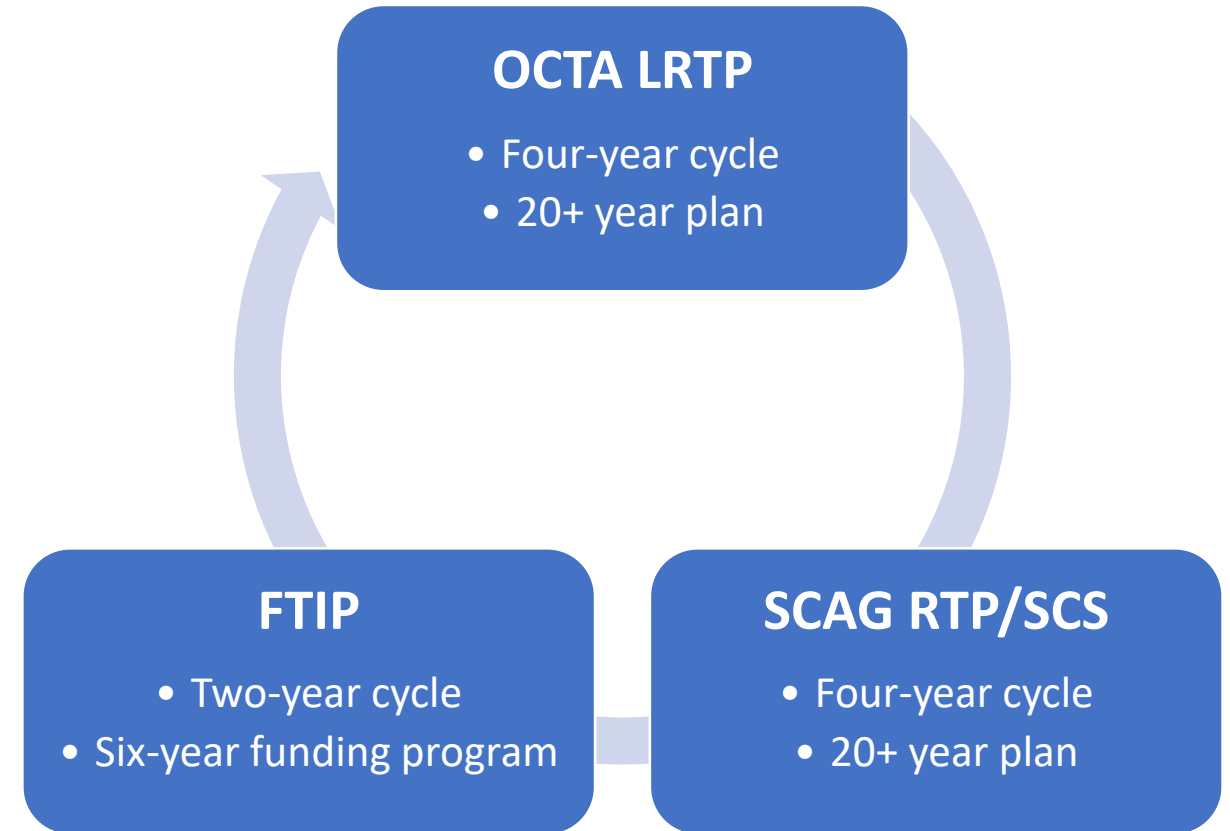 OCTA LRTP
• Four-year cycle
• 20+ year plan
FTIP
• Two-year cycle
• Six-year funding program
SCAG RTP/SCS
• Four-year cycle
• 20+ year plan